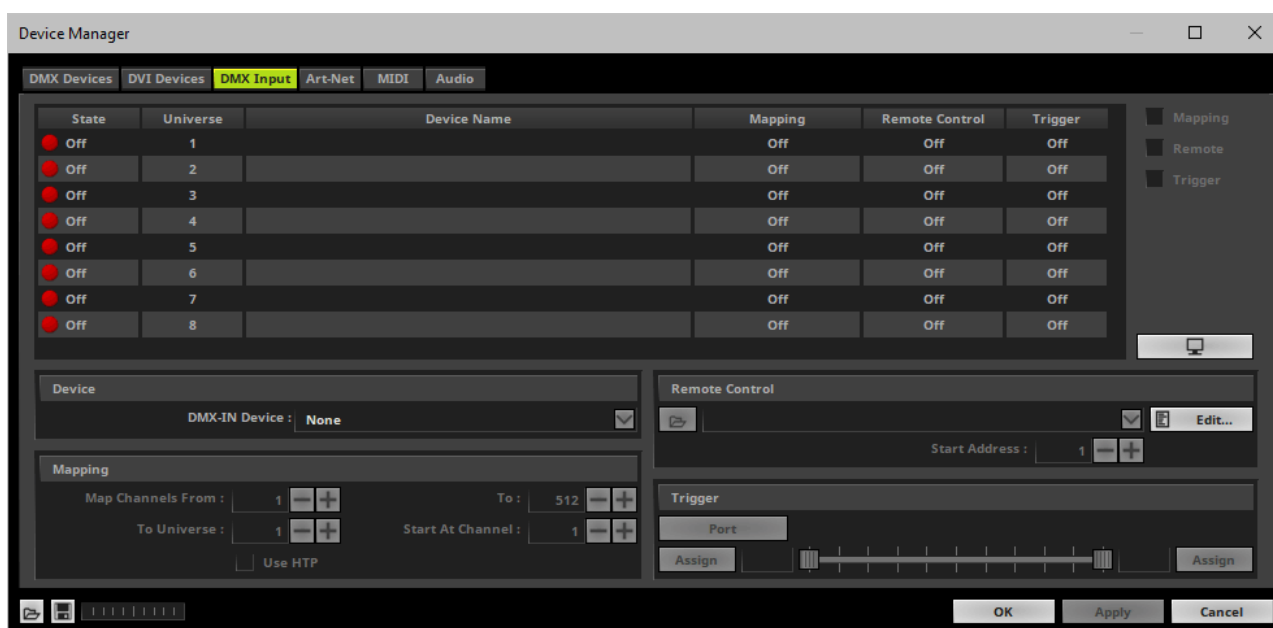 Device Manager
DMX Devices DVI Devices DMX Input Art-Net MIDI Audio
State Universe Device Name Mapping Remote Control Trigger
Off 1 Off Off Off
Off 2 Off Off Off
Off 3 Off Off Off
Off 4 Off Off Off
Off 5 Off Off Off
Off 6 Off Off Off
Off 7 Off Off Off
Off 8 Off Off Off
Mapping
Remote
Trigger
Device
DMX-IN Device : None
Mapping
Map Channels From : 1 To : 512
To Universe : 1 Start At Channel : 1
Use HTP
Remote Control
Edit...
Start Address : 1
Trigger
Port
Assign Assign
OK Apply Cancel